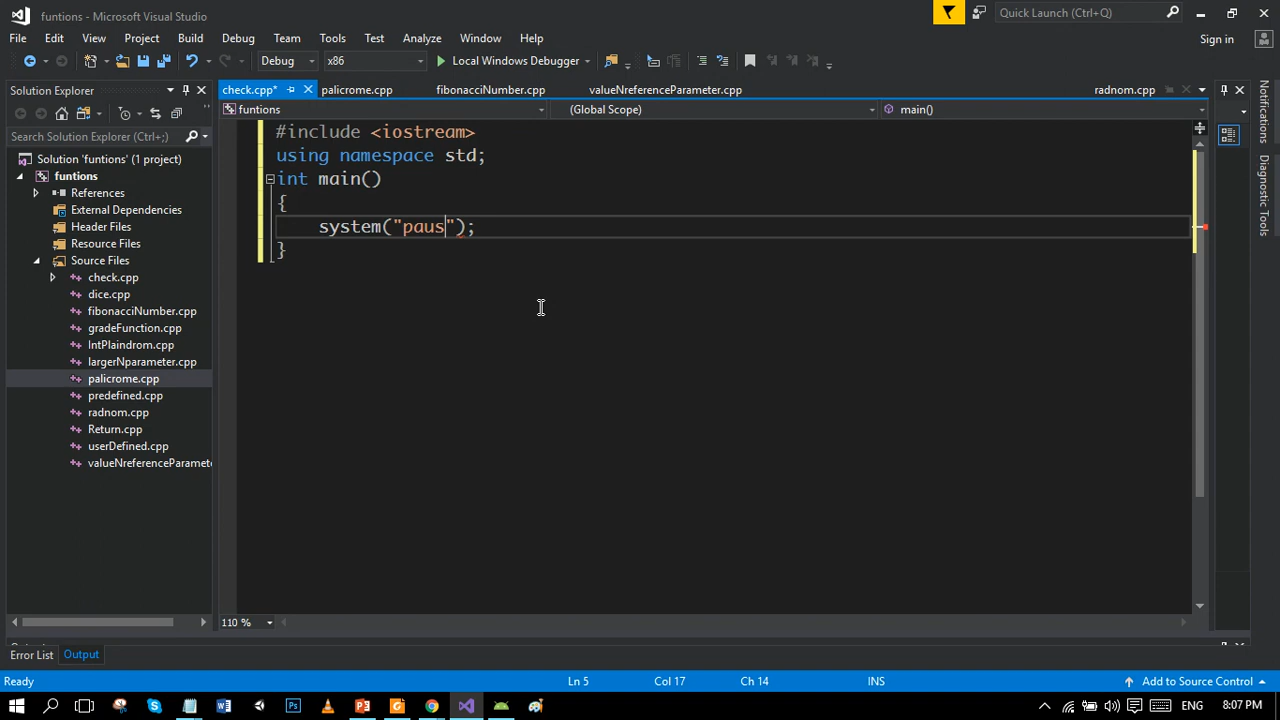 funtions - Microsoft Visual Studio
Quick Launch (Ctrl+Q)
File Edit View Project Build Debug Team Tools Test Analyze Window Help
Sign in
Debug x86 Local Windows Debugger
Solution Explorer
check.cpp* palicrome.cpp fibonacciNumber.cpp valueNreferenceParameter.cpp radnom.cpp
funtions (Global Scope) main()
Search Solution Explorer (Ctrl+;)
Solution 'funtions' (1 project)
funtions
References
External Dependencies
Header Files
Resource Files
Source Files
check.cpp
dice.cpp
fibonacciNumber.cpp
gradeFunction.cpp
IntPlaindrom.cpp
largerNparameter.cpp
palicrome.cpp
predefined.cpp
radnom.cpp
Return.cpp
userDefined.cpp
valueNreferenceParamete
#include <iostream>
using namespace std;
int main()
{
system("paus");
}
Notifications
Diagnostic Tools
110 %
Error List Output
Ready Ln 5 Col 17 Ch 14 INS Add to Source Control
ENG 8:07 PM